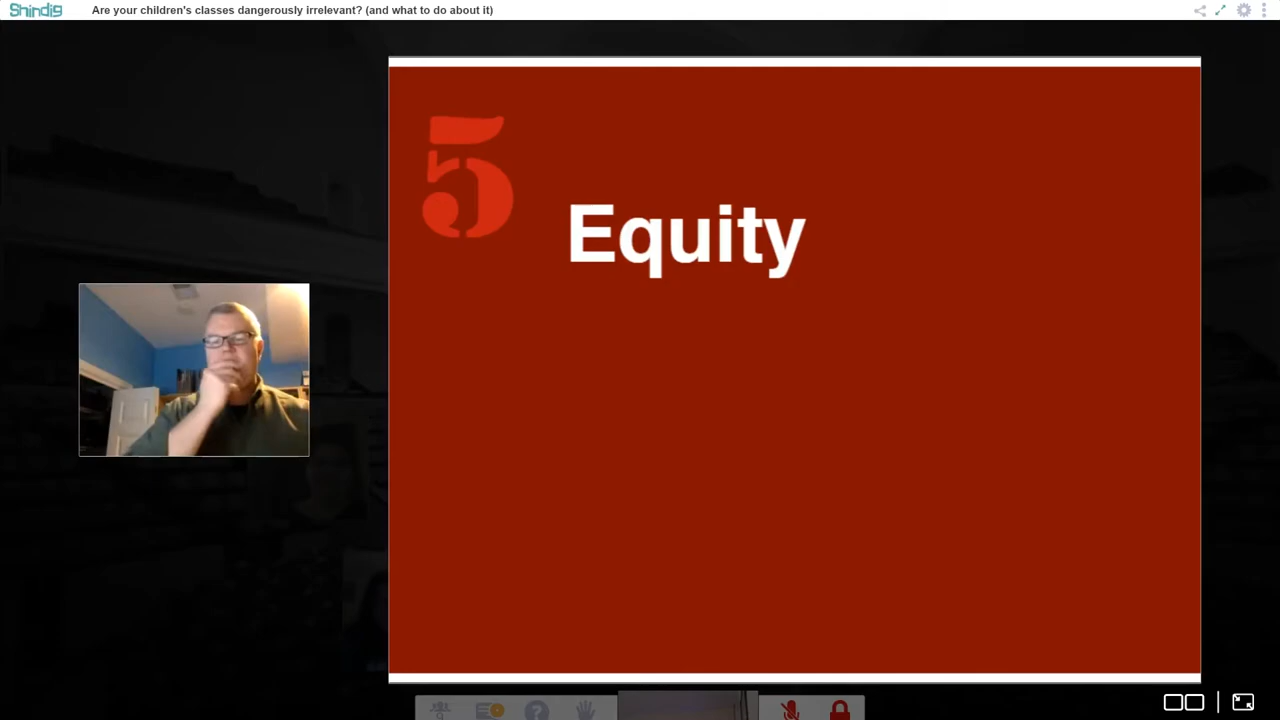 Shindig
Are your children's classes dangerously irrelevant? (and what to do about it)
5
Equity